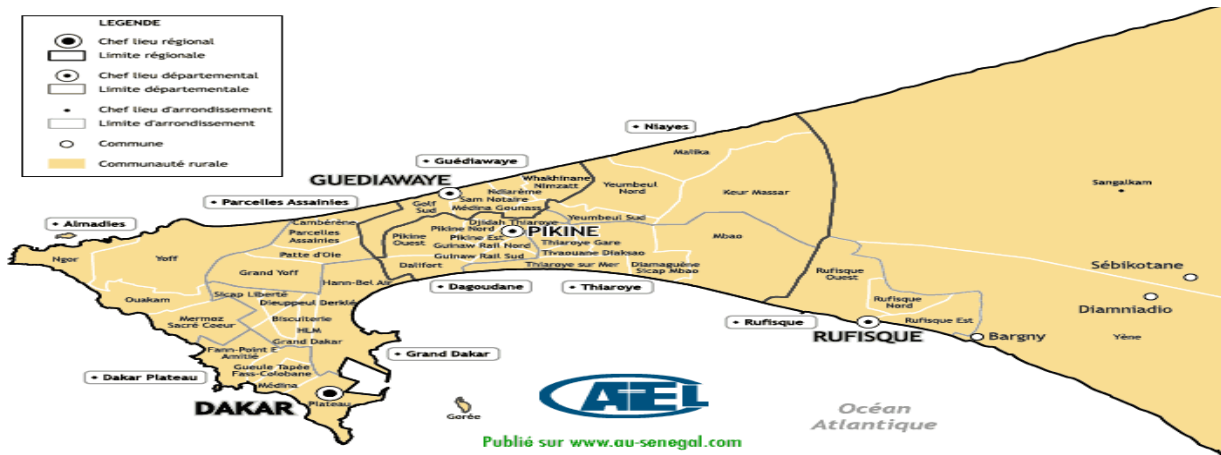 LEGENDE
Chef lieu régional
Limite régionale
Chef lieu départemental
Limite départementale
Chef lieu d'arrondissement
Limite d'arrondissement
Commune
Communauté rurale
Niayes
Malika
Guédiawaye
GUEDIAWAYE
Whakhinane
Nimzatt
Ndiarème
Sam Notaire
Médina Gounass
Golf
Sud
Yeumbeul
Nord
Keur Massar
Sangalkam
Parcelles Assainies
Cambérène
Parcelles
Assainies
Patte d'Oie
Almadies
Ngor
Yoff
Grand Yoff
Hann-Bel Air
Ouakam
Mermoz
Sacré Coeur
Sicap Liberté
Dieuppeul Derklé
Biscuiterie
HLM
Grand Dakar
Fann-Point E
Amitié
Gueule Tapée
Fass-Colobane
Médina
Plateau
Djidah Thiaroye
Pikine Nord
Pikine
Ouest
Pikine Est
PIKINE
Guinaw Rail Nord
Guinaw Rail Sud
Dalifort
Yeumbeul Sud
Thiaroye Gare
Tivaouane Diaksao
Thiaroye sur Mer
Diamaguène
Sicap Mbao
Mbao
Dagoudane
Thiaroye
Rufisque
Rufisque
Ouest
Rufisque
Nord
Rufisque Est
RUFISQUE
Bargny
Sébikotane
Diamniadio
Yène
Grand Dakar
Dakar Plateau
DAKAR
Gorée
ATEL
Océan
Atlantique
Publié sur www.au-senegal.com